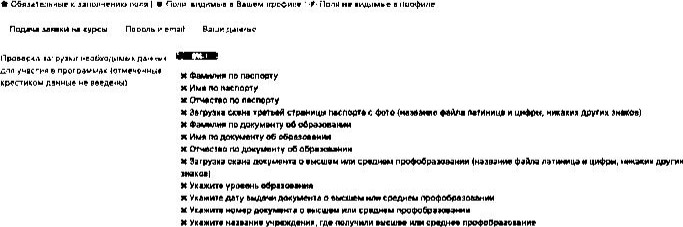 Обязательные к заполнению поля | Поля видимые в Вашем профиле | Поля не видимые в профиле
Подача заявки на курсы Пароль и email Ваши данные
Проверка загрузки необходимых данных
для участия в программах (отмеченные
крестиком данные не введены)
✖ Фамилия по паспорту
✖ Имя по паспорту
✖ Отчество по паспорту
✖ Загрузка скана третьей страницы паспорта с фото (название файла латиница и цифры, никаких других знаков)
✖ Фамилия по документу об образовании
✖ Имя по документу об образовании
✖ Отчество по документу об образовании
✖ Загрузка скана документа о высшем или среднем профобразовании (название файла латиница и цифры, никаких других
знаков)
✖ Укажите уровень образования
✖ Укажите дату выдачи документа о высшем или среднем профобразовании
✖ Укажите номер документа о высшем или среднем профобразовании
✖ Укажите название учреждения, где получили высшее или среднее профобразование